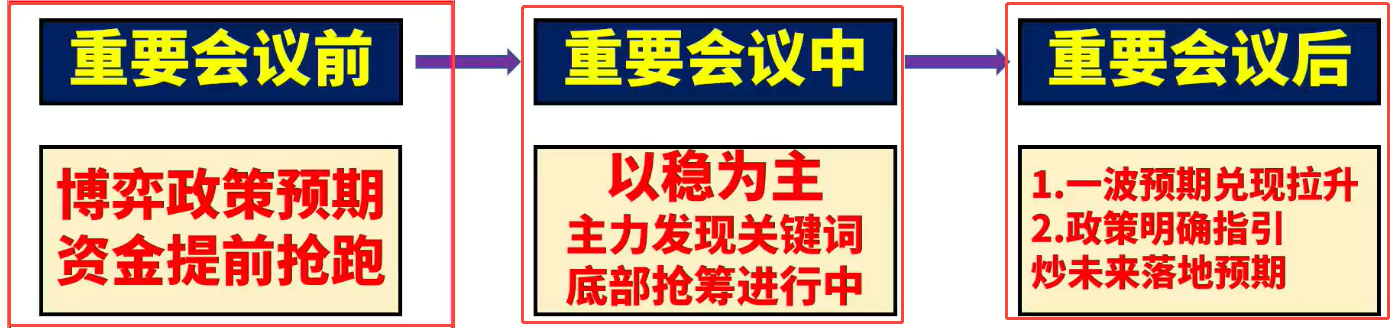 重要会议前
重要会议中
重要会议后
博弈政策预期
资金提前抢跑
以稳为主
主力发现关键词
底部抢筹进行中
1.一波预期兑现拉升
2.政策明确指引
炒未来落地预期